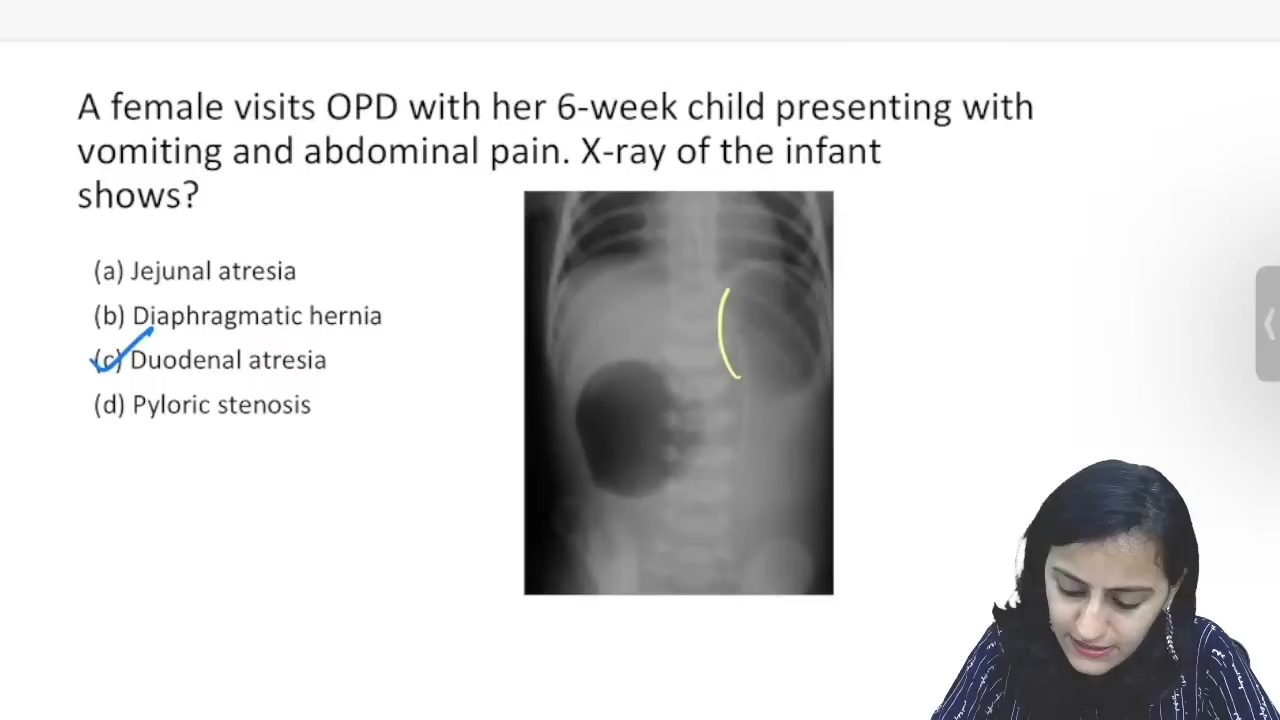 A female visits OPD with her 6-week child presenting with
vomiting and abdominal pain. X-ray of the infant
shows?
(a) Jejunal atresia
(b) Diaphragmatic hernia
(c) Duodenal atresia
(d) Pyloric stenosis